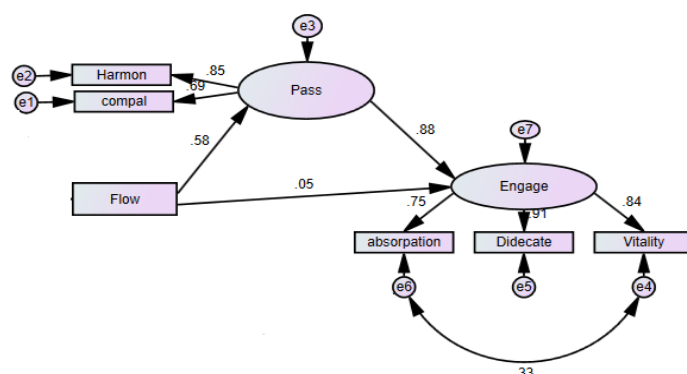 e3
e2
Harmon
.85
e1
compal
.69
Pass
.58
.88
e7
Flow
.05
Engage
.75
.91
.84
absorpation
Didecate
Vitality
e6
e5
e4
.33